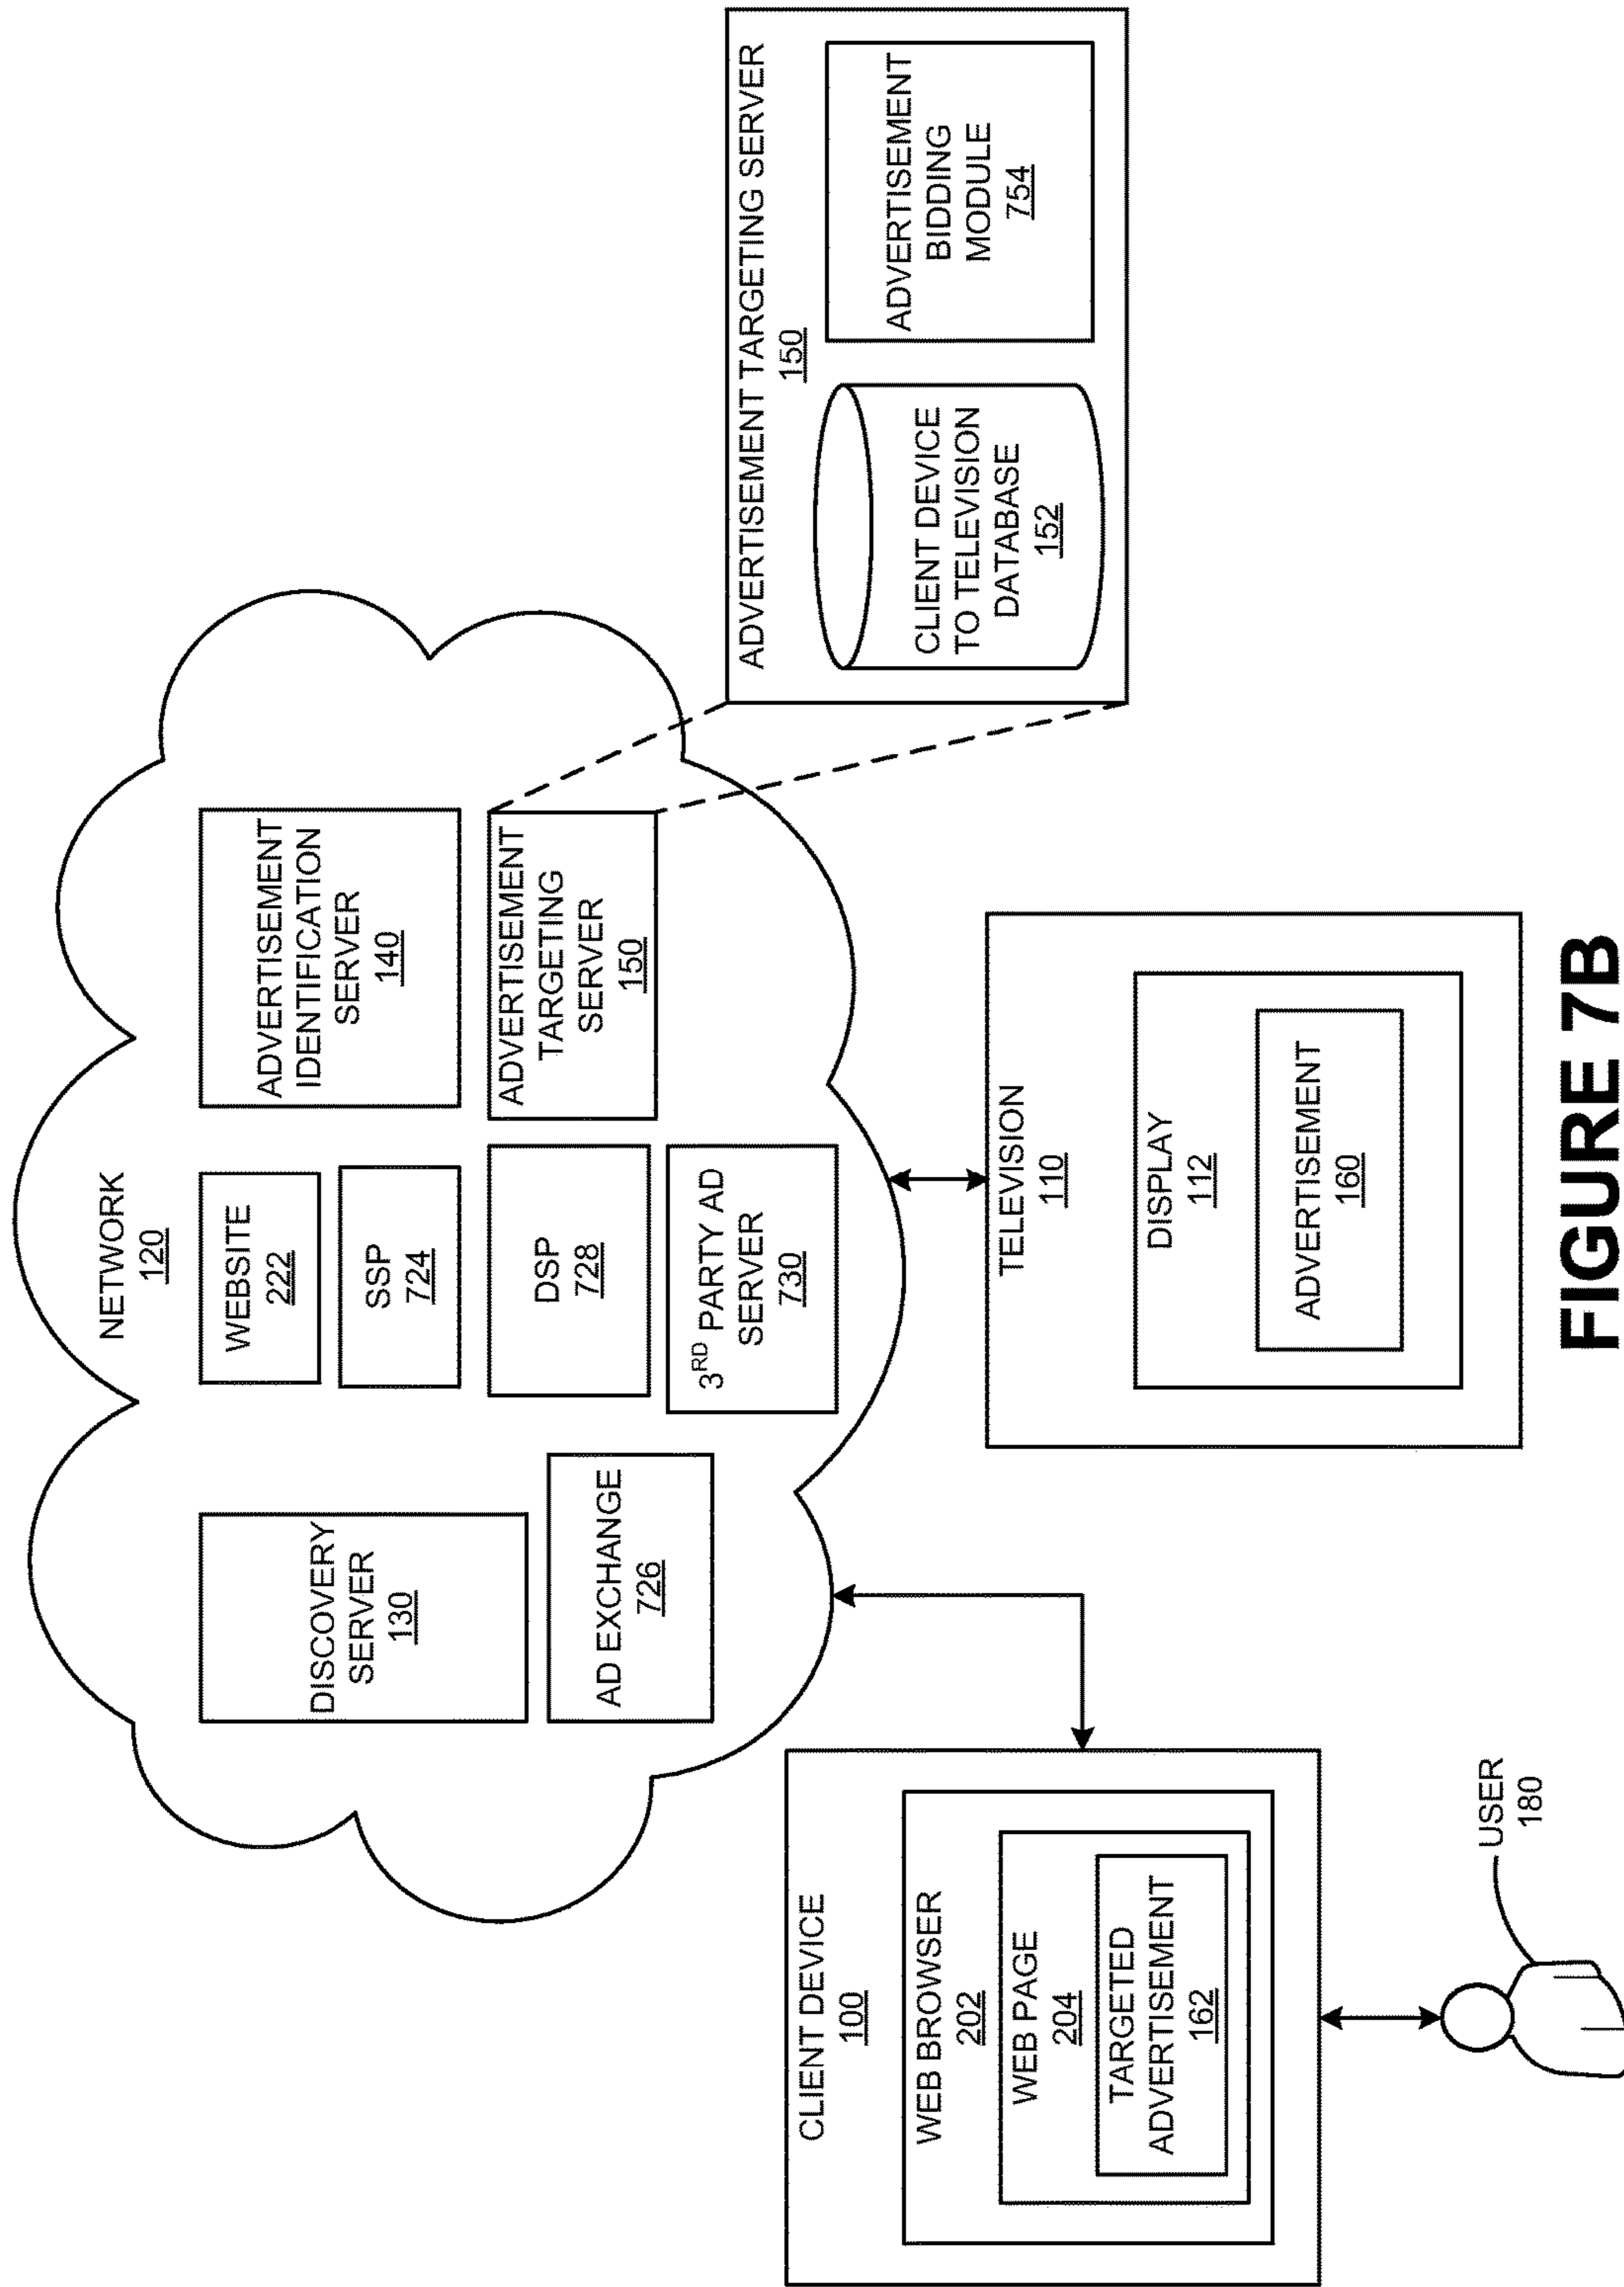 NETWORK
120
DISCOVERY
SERVER
130
AD EXCHANGE
726
WEBSITE
222
SSP
724
DSP
728
3RD PARTY AD
SERVER
730
ADVERTISEMENT
IDENTIFICATION
SERVER
140
ADVERTISEMENT
TARGETING
SERVER
150
ADVERTISEMENT TARGETING SERVER
150
CLIENT DEVICE
TO TELEVISION
DATABASE
152
ADVERTISEMENT
BIDDING
MODULE
754
CLIENT DEVICE
100
WEB BROWSER
202
WEB PAGE
204
TARGETED
ADVERTISEMENT
162
USER
180
TELEVISION
110
DISPLAY
112
ADVERTISEMENT
160
FIGURE 7B